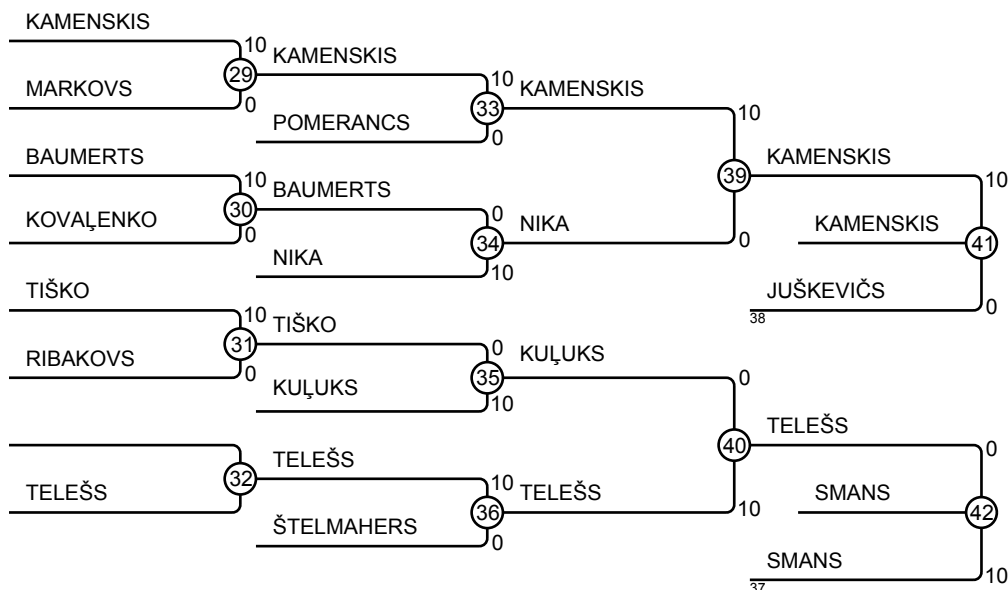 KAMENSKIS
10
KAMENSKIS
29
10
MARKOVS
0
KAMENSKIS
33
10
POMERANCS
0
BAUMERTS
KAMENSKIS
39
10
10
BAUMERTS
0
KOVAĻENKO
30
KAMENSKIS
0
NIKA
41
34
0
NIKA
10
TIŠKO
JUŠKEVIČS
0
38
10
TIŠKO
31
0
KUĻUKS
RIBAKOVS
0
35
0
KUĻUKS
10
TELEŠS
40
0
TELEŠS
32
10
TELEŠS
SMANS
TELEŠS
36
10
42
ŠTELMAHERS
0
SMANS
10
37